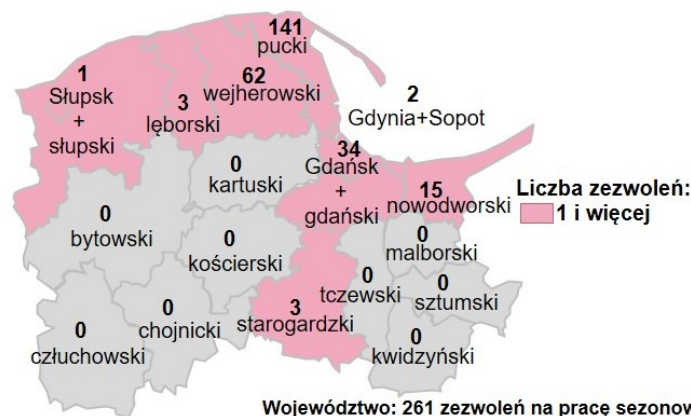 141
pucki
1
Słupsk
+
słupski
62
wejherowski
3
lęborski
2
Gdynia+Sopot
34
Gdańsk
+
gdański
0
kartuski
15
nowodworski
Liczba zezwoleń:
1 i więcej
0
bytowski
0
kościerski
0
malborski
0
tczewski
0
sztumski
0
człuchowski
0
chojnicki
3
starogardzki
0
kwidzyński
Województwo: 261 zezwoleń na pracę sezonow